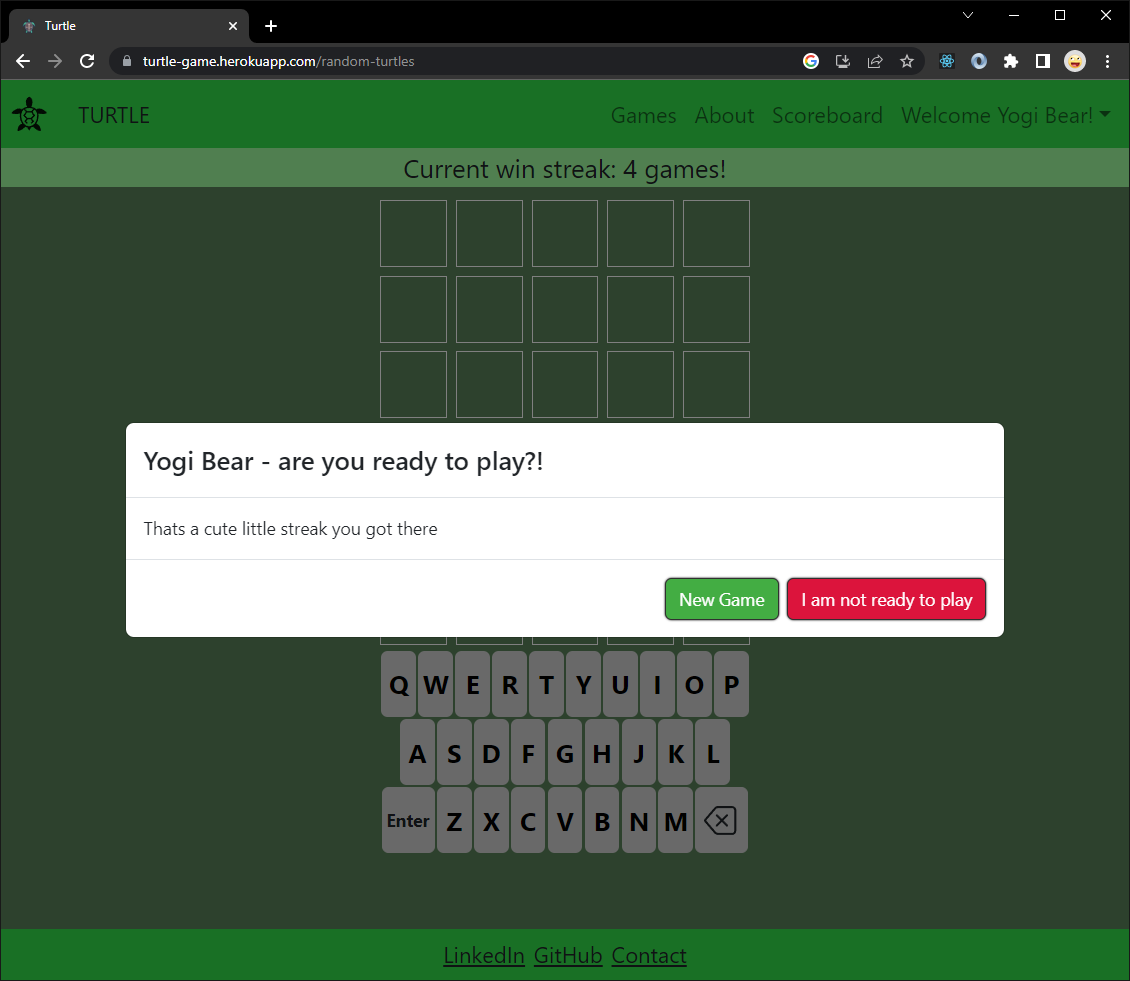 Turtle
turtle-game.herokuapp.com/random-turtles
TURTLE
Games About Scoreboard Welcome Yogi Bear!
Current win streak: 4 games!
Yogi Bear - are you ready to play?!
Thats a cute little streak you got there
New Game I am not ready to play
Q W E R T Y U I O P
A S D F G H J K L
Enter Z X C V B N M
LinkedIn GitHub Contact